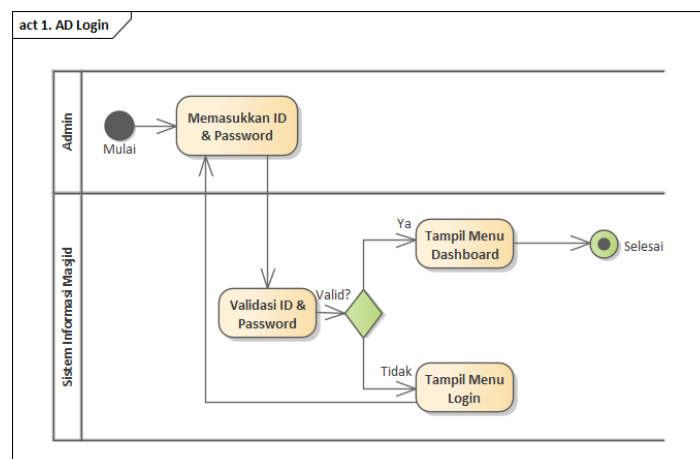 act 1. AD Login
Admin
Mulai
Memasukkan ID
& Password
Sistem Informasi Masjid
Validasi ID &
Password
Valid?
Ya
Tampil Menu
Dashboard
Selesai
Tidak
Tampil Menu
Login